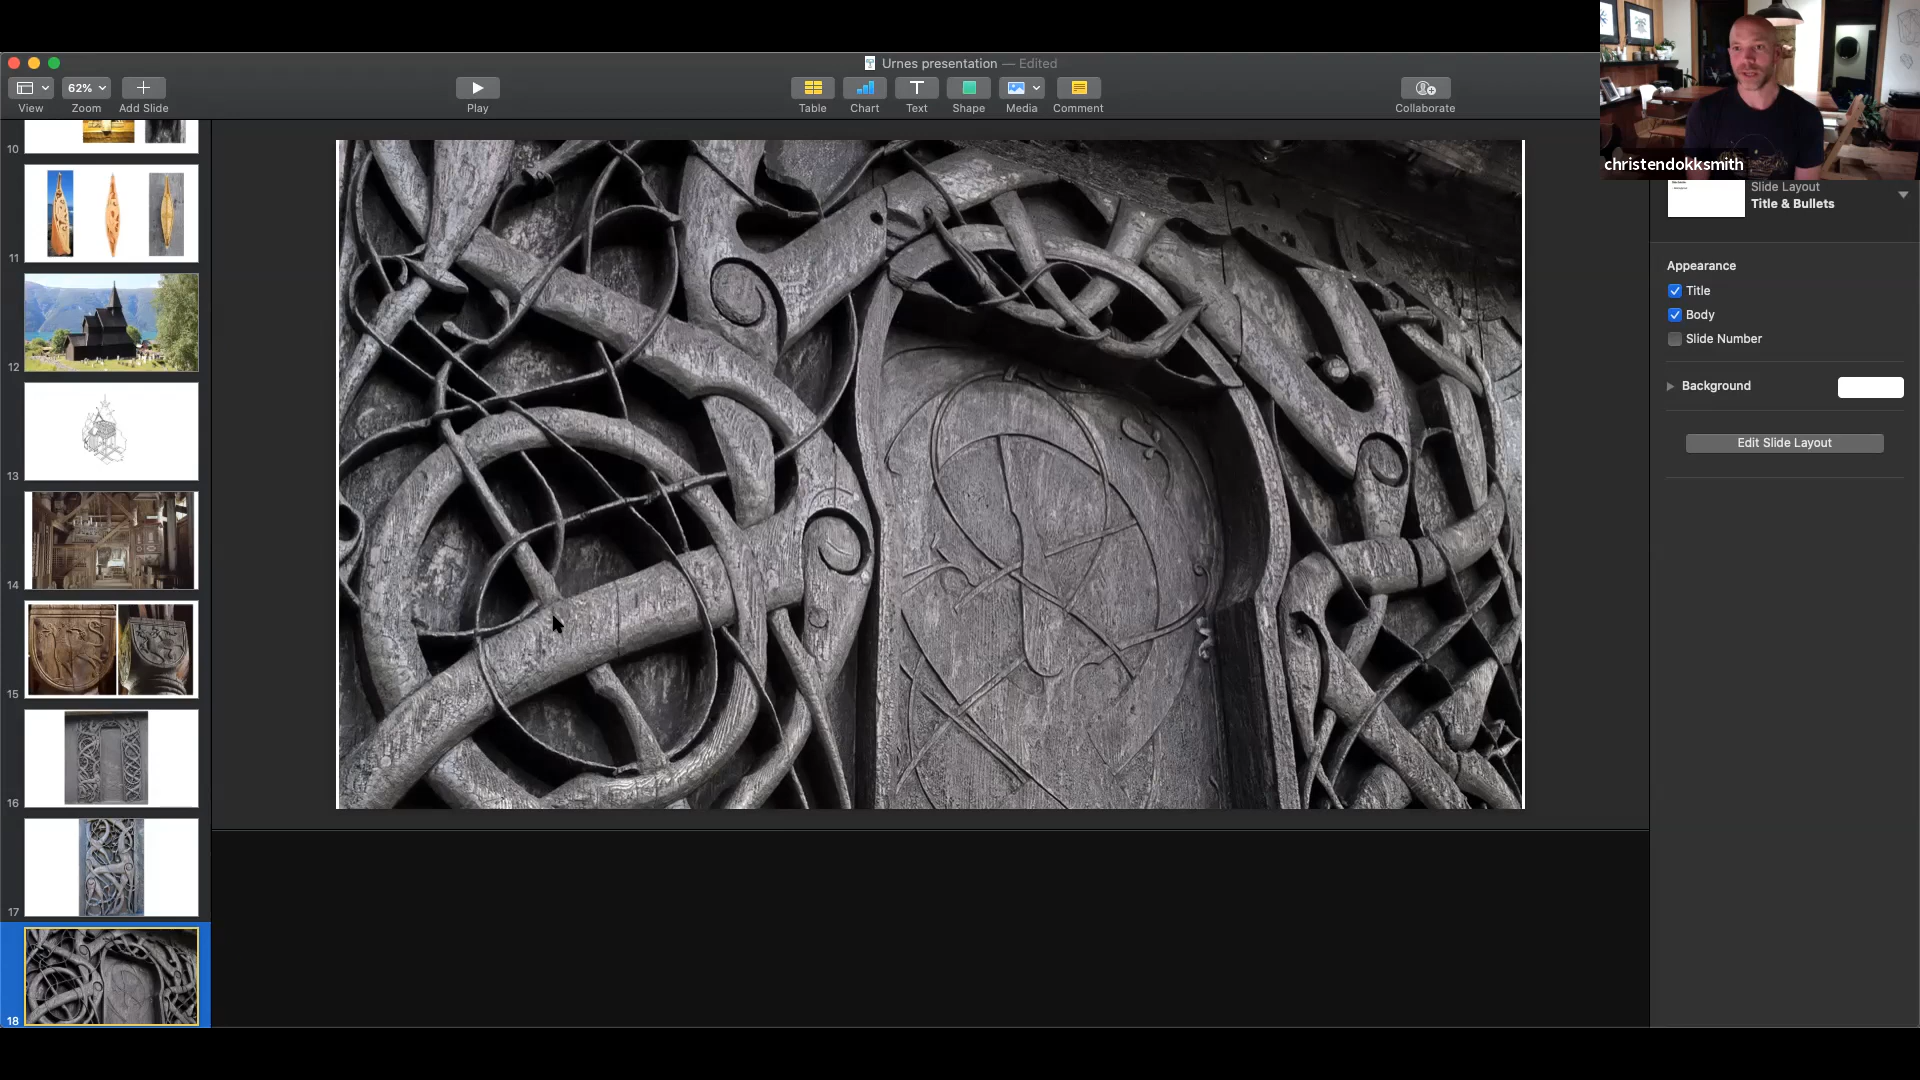 Urnes presentation — Edited
62%
View
Zoom
Add Slide
Play
Table
Chart
Text
Shape
Media
Comment
Collaborate
christendokksmith
Slide Layout
Title & Bullets
Appearance
Title
Body
Slide Number
Background
Edit Slide Layout
10
11
12
13
14
15
16
17
18